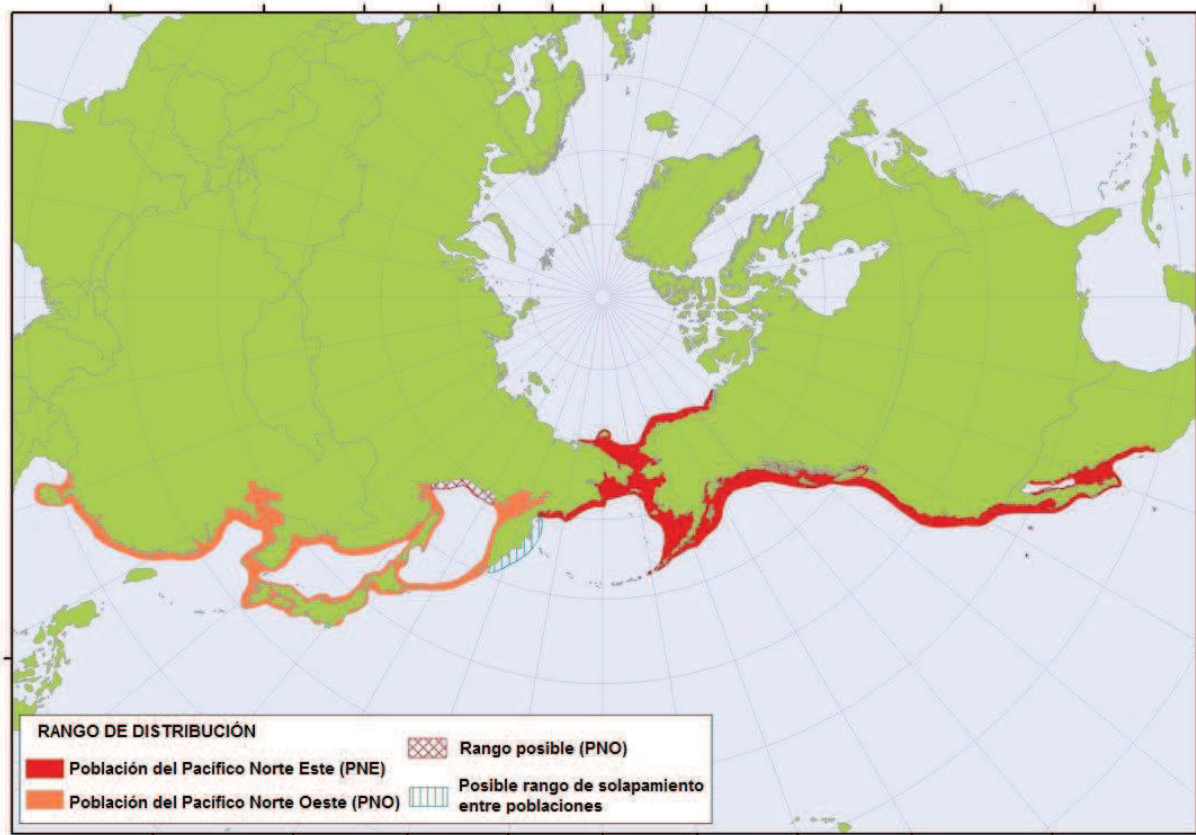 RANGO DE DISTRIBUCIÓN
Población del Pacífico Norte Este (PNE)
Población del Pacífico Norte Oeste (PNO)
Rango posible (PNO)
Posible rango de solapamiento
entre poblaciones